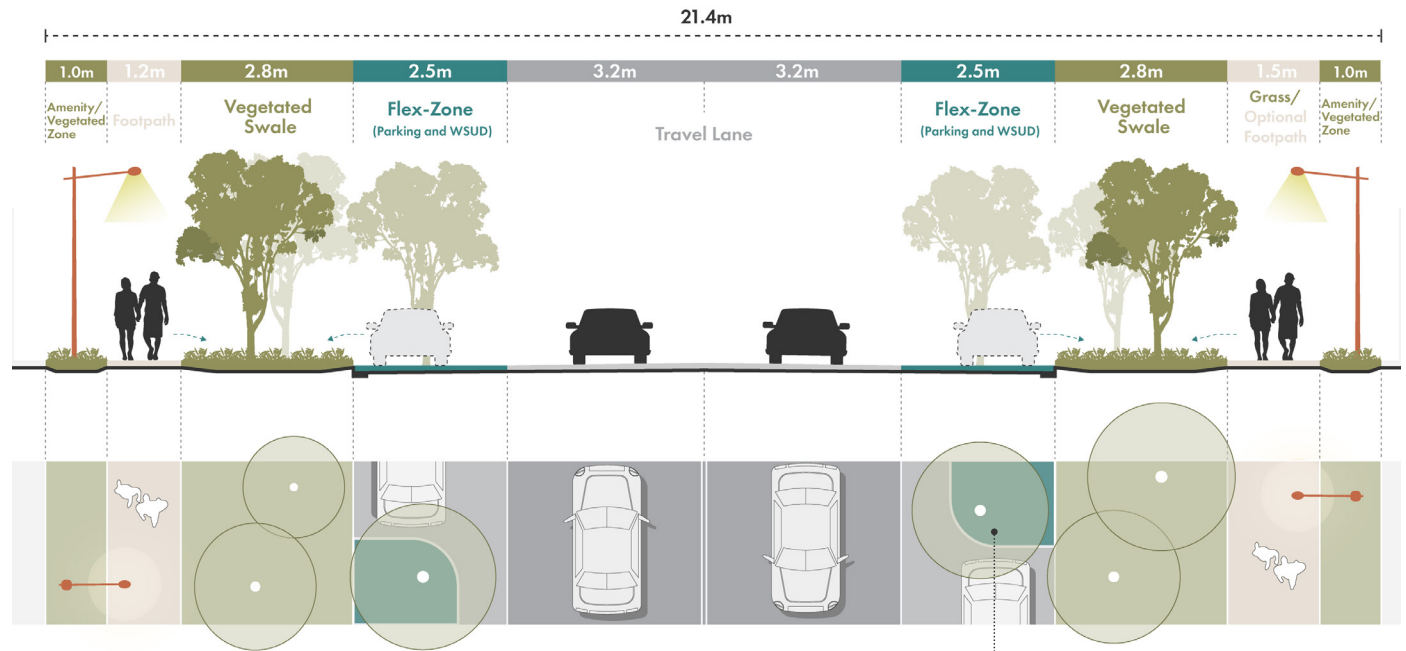 21.4m
1.0m
1.2m
2.8m
2.5m
3.2m
3.2m
2.5m
2.8m
1.5m
1.0m
Amenity/
Vegetated
Zone
Footpath
Vegetated
Swale
Flex-Zone
(Parking and WSUD)
Travel Lane
Flex-Zone
(Parking and WSUD)
Vegetated
Swale
Grass/
Optional
Footpath
Amenity/
Vegetated
Zone